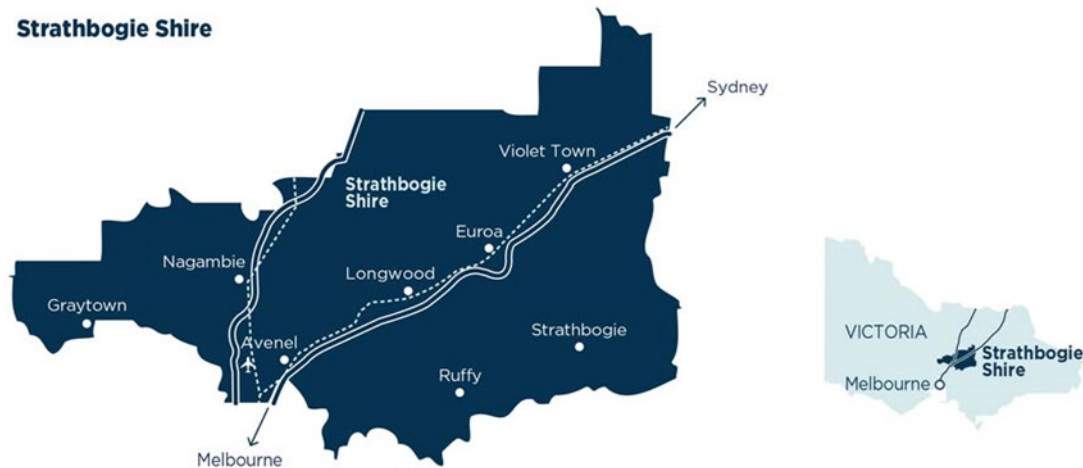 Strathbogie Shire
Sydney
Violet Town
Strathbogie
Shire
Euroa
Nagambie
Longwood
Graytown
Avenel
Strathbogie
Ruffy
Melbourne
VICTORIA
Strathbogie
Shire
Melbourne